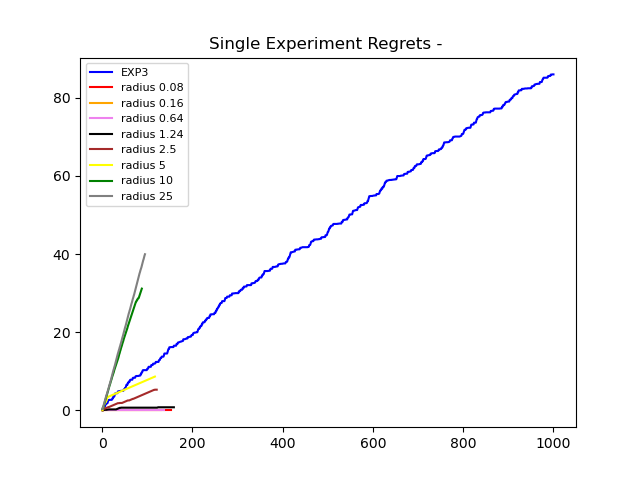 Single Experiment Regrets -
EXP3
radius 0.08
radius 0.16
radius 0.64
radius 1.24
radius 2.5
radius 5
radius 10
radius 25
80
60
40
20
0
0 200 400 600 800 1000